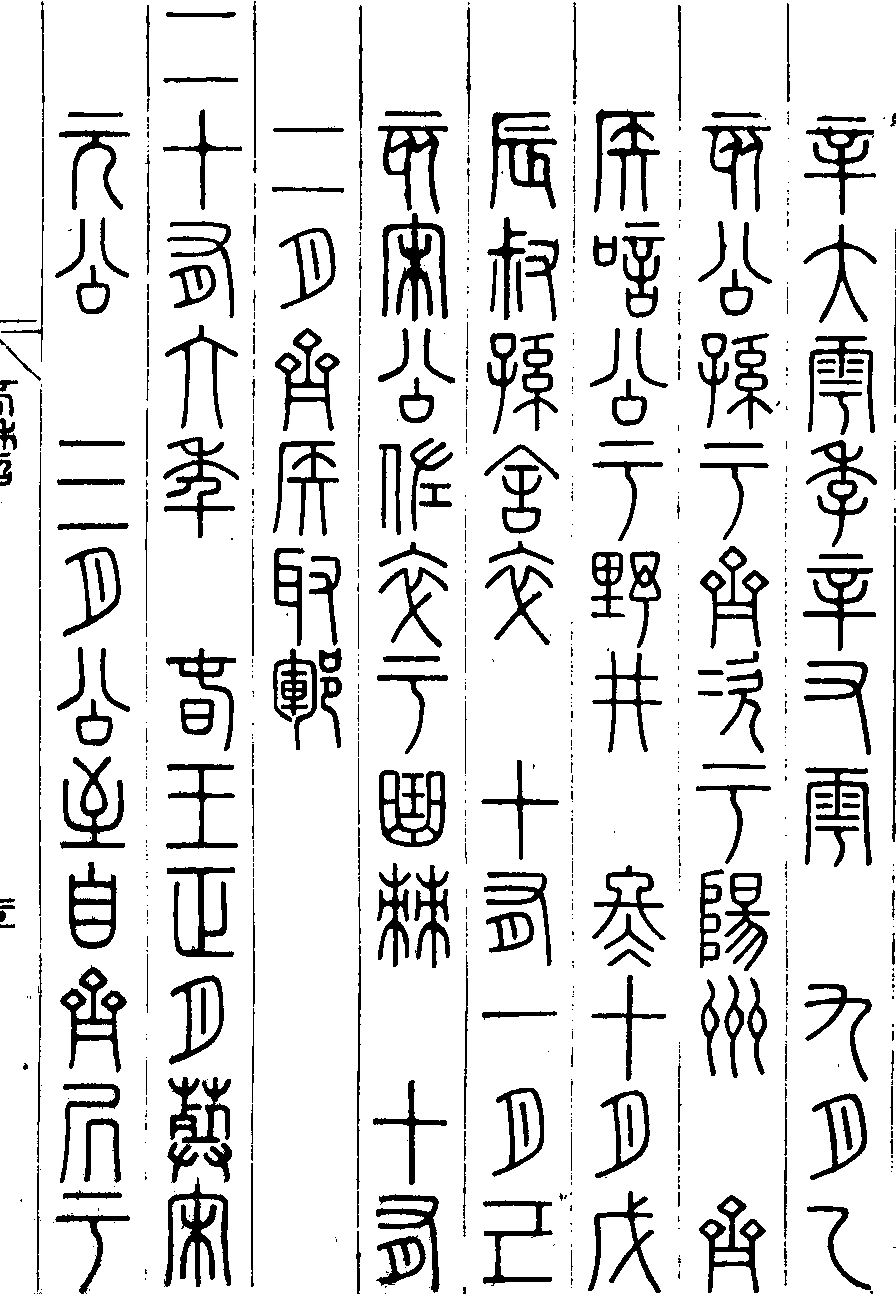 辛大雩季辛又雩　九月乙
亥公孫于齊次于陽州　齊
侯唁公于野井　冬十月戊
辰叔孫舍卒　十有一月己
亥宋公佐卒于曲棘　十有
二月齊侯取鄆
二十有六年　春王正月葬宋
元公　三月公至自齊居于